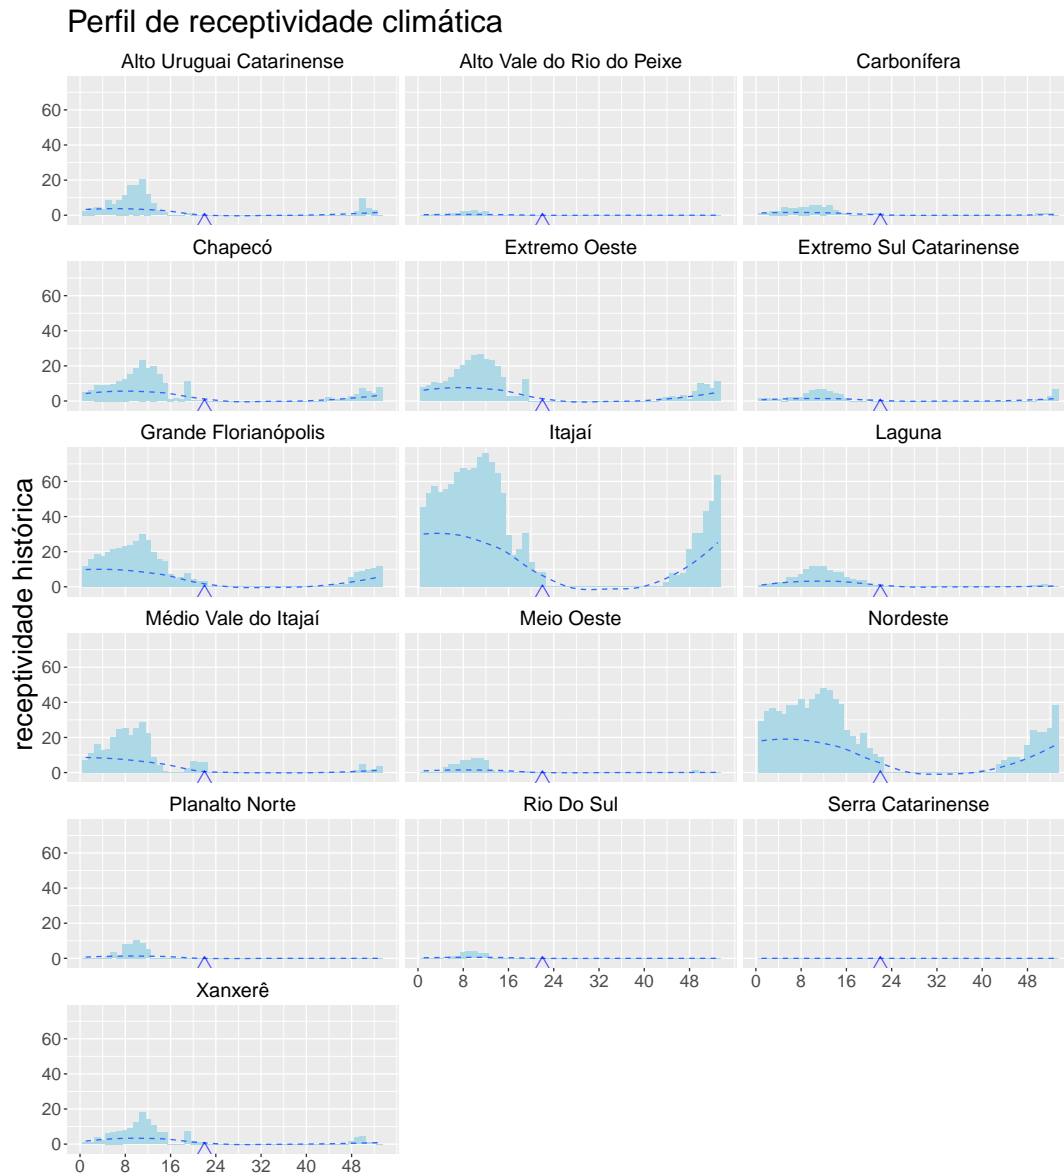 Perfil de receptividade climática
Alto Uruguai Catarinense
Alto Vale do Rio do Peixe
Carbonífera
60
40
20
0
Chapecó
Extremo Oeste
Extremo Sul Catarinense
60
40
20
0
Grande Florianópolis
Itajaí
Laguna
60
40
20
0
receptividade histórica
Médio Vale do Itajaí
Meio Oeste
Nordeste
60
40
20
0
Planalto Norte
Rio Do Sul
Serra Catarinense
60
40
20
0
0 8 16 24 32 40 48
0 8 16 24 32 40 48
Xanxerê
60
40
20
0
0 8 16 24 32 40 48